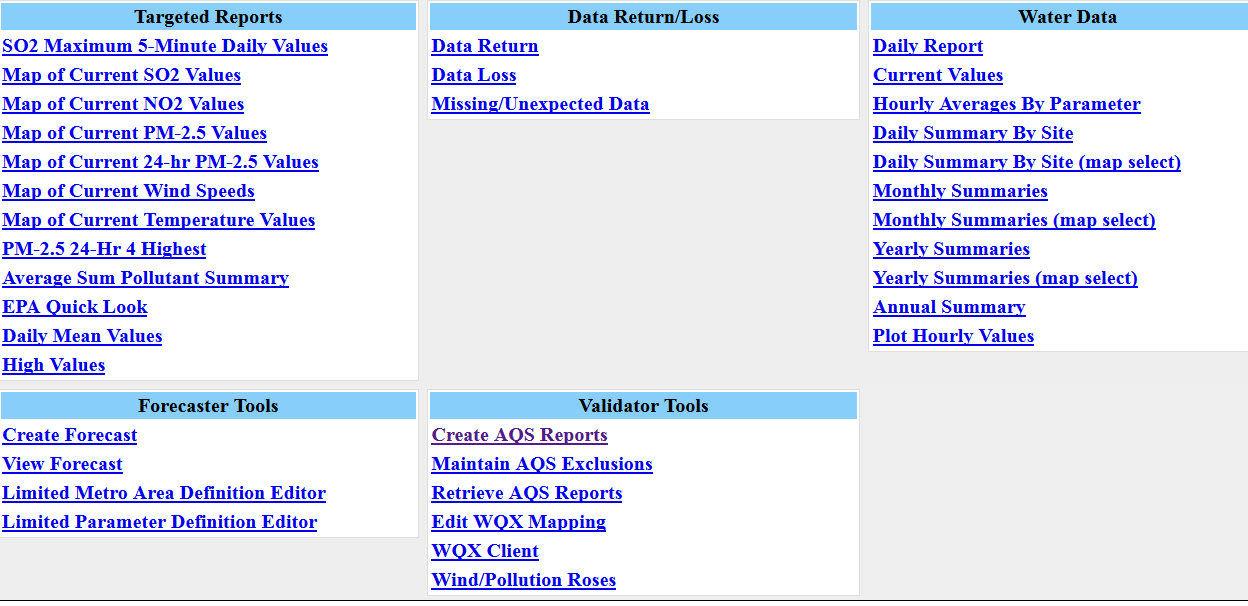 Targeted Reports
SO2 Maximum 5-Minute Daily Values
Map of Current SO2 Values
Map of Current NO2 Values
Map of Current PM-2.5 Values
Map of Current 24-hr PM-2.5 Values
Map of Current Wind Speeds
Map of Current Temperature Values
PM-2.5 24-Hr 4 Highest
Average Sum Pollutant Summary
EPA Quick Look
Daily Mean Values
High Values
Data Return/Loss
Data Return
Data Loss
Missing/Unexpected Data
Water Data
Daily Report
Current Values
Hourly Averages By Parameter
Daily Summary By Site
Daily Summary By Site (map select)
Monthly Summaries
Monthly Summaries (map select)
Yearly Summaries
Yearly Summaries (map select)
Annual Summary
Plot Hourly Values
Forecaster Tools
Create Forecast
View Forecast
Limited Metro Area Definition Editor
Limited Parameter Definition Editor
Validator Tools
Create AQS Reports
Maintain AQS Exclusions
Retrieve AQS Reports
Edit WQX Mapping
WQX Client
Wind/Pollution Roses